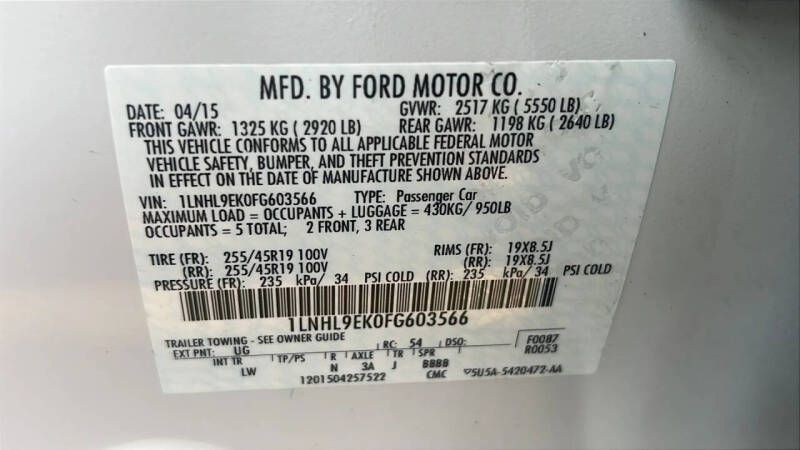 MFD. BY FORD MOTOR CO.
DATE: 04/15 GVWR: 2517 KG ( 5550 LB)
FRONT GAWR: 1325 KG ( 2920 LB) REAR GAWR: 1198 KG ( 2640 LB)
THIS VEHICLE CONFORMS TO ALL APPLICABLE FEDERAL MOTOR
VEHICLE SAFETY, BUMPER, AND THEFT PREVENTION STANDARDS
IN EFFECT ON THE DATE OF MANUFACTURE SHOWN ABOVE.
VIN: 1LNHL9EK0FG603566 TYPE: Passenger Car
MAXIMUM LOAD = OCCUPANTS + LUGGAGE = 430KG/ 950LB
OCCUPANTS = 5 TOTAL; 2 FRONT, 3 REAR
TIRE (FR): 255/45R19 100V RIMS (FR): 19X8.5J
(RR): 255/45R19 100V (RR): 19X8.5J
PRESSURE (FR): 235 kPa/ 34 PSI COLD (RR): 235 kPa/ 34 PSI COLD
1LNHL9EK0FG603566
TRAILER TOWING - SEE OWNER GUIDE
EXT PNT: UG RC: 54 DSO: F0087
R0053
INT TR TP/PS R AXLE TR SPR
LW N 3A J BBBB
1201504257522 CMC 5U5A-5420472-AA
VOID
VOID